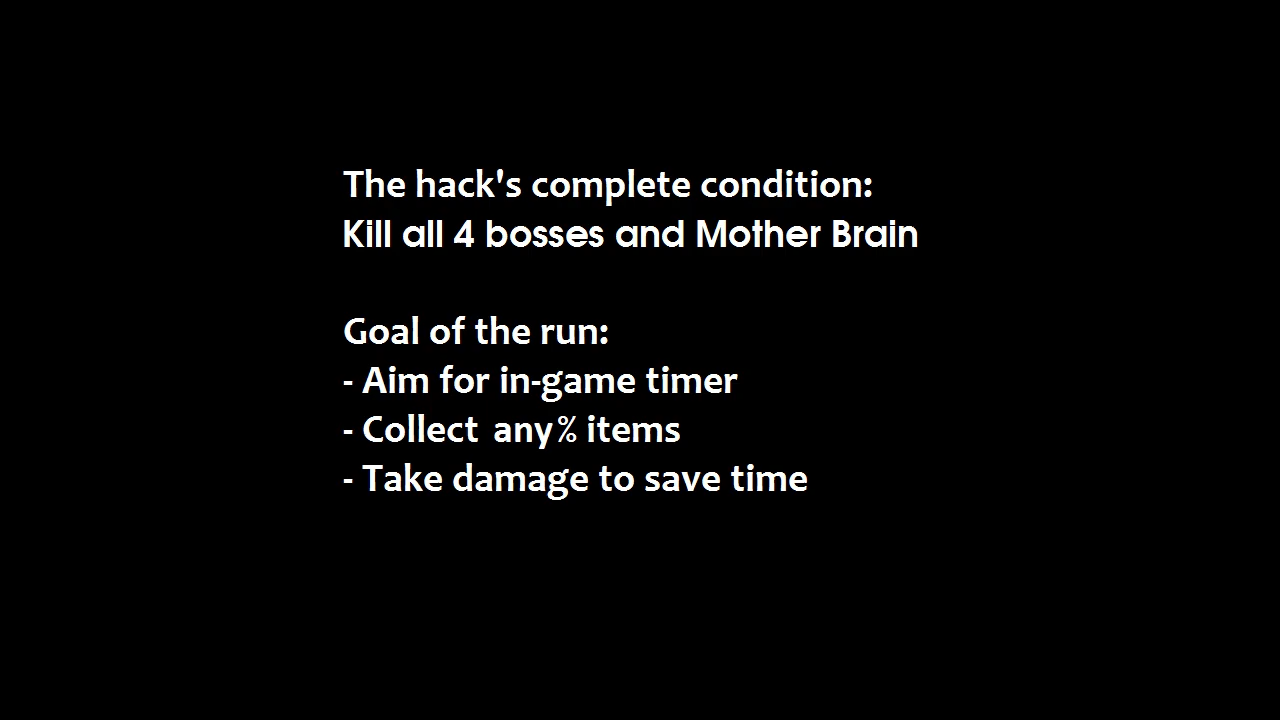 The hack's complete condition:
Kill all 4 bosses and Mother Brain
Goal of the run:
- Aim for in-game timer
- Collect any% items
- Take damage to save time